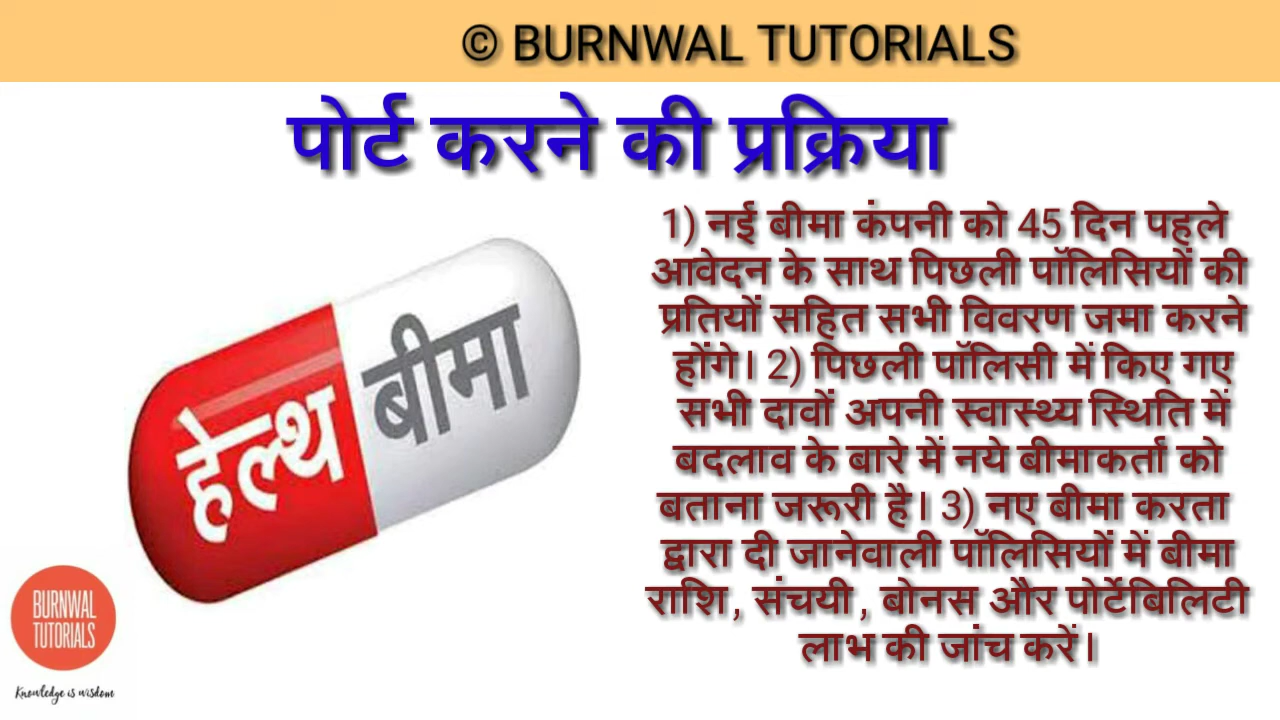 © BURNWAL TUTORIALS
पोर्ट करने की प्रक्रिया
1) नई बीमा कंपनी को 45 दिन पहले
आवेदन के साथ पिछली पॉलिसियों की
प्रतियों सहित सभी विवरण जमा करने
होंगे। 2) पिछली पॉलिसी में किए गए
सभी दावों अपनी स्वास्थ्य स्थिति में
बदलाव के बारे में नये बीमाकर्ता को
बताना जरूरी है। 3) नए बीमा करता
द्वारा दी जानेवाली पॉलिसियों में बीमा
राशि, संचयी, बोनस और पोर्टेबिलिटी
लाभ की जांच करें।
हेल्थ बीमा
BURNWAL
TUTORIALS
Knowledge is wisdom